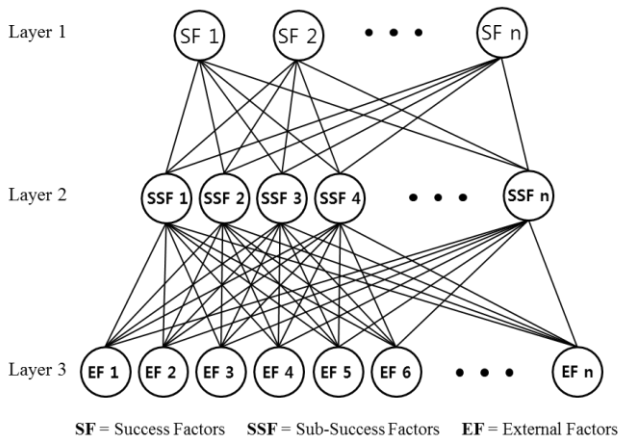 Layer 1 SF 1 SF 2 • • • SF n
Layer 2 SSF 1 SSF 2 SSF 3 SSF 4 • • • SSF n
Layer 3 EF 1 EF 2 EF 3 EF 4 EF 5 EF 6 • • • EF n
SF = Success Factors SSF = Sub-Success Factors EF = External Factors